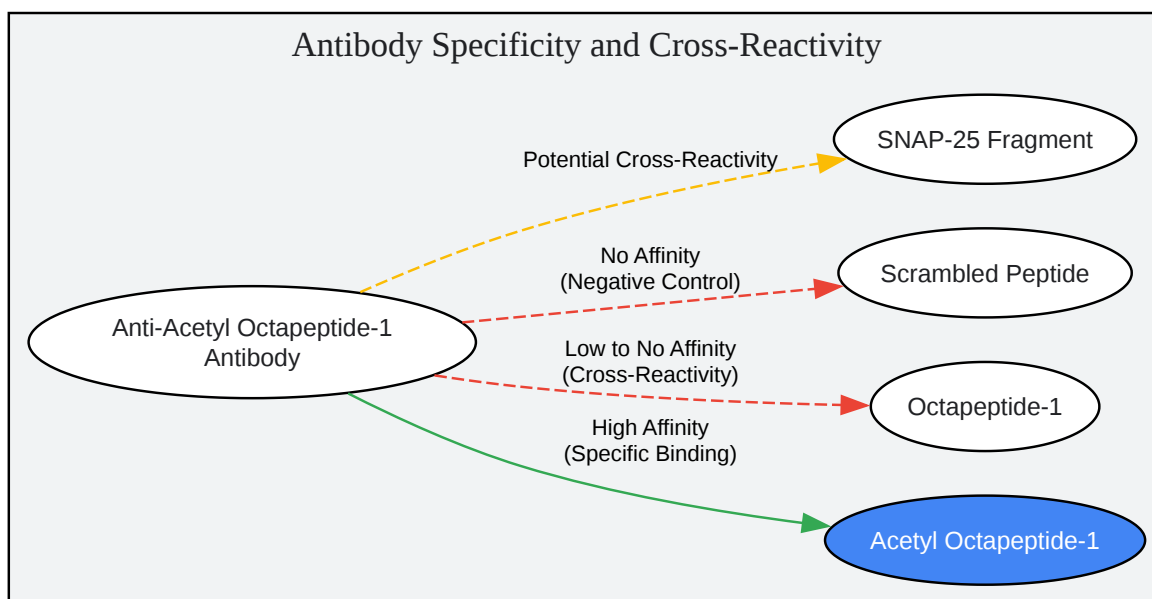 Antibody Specificity and Cross-Reactivity
SNAP-25 Fragment
Potential Cross-Reactivity
No Affinity
(Negative Control)
Scrambled Peptide
Anti-Acetyl Octapeptide-1
Antibody
Low to No Affinity
(Cross-Reactivity)
Octapeptide-1
High Affinity
(Specific Binding)
Acetyl Octapeptide-1